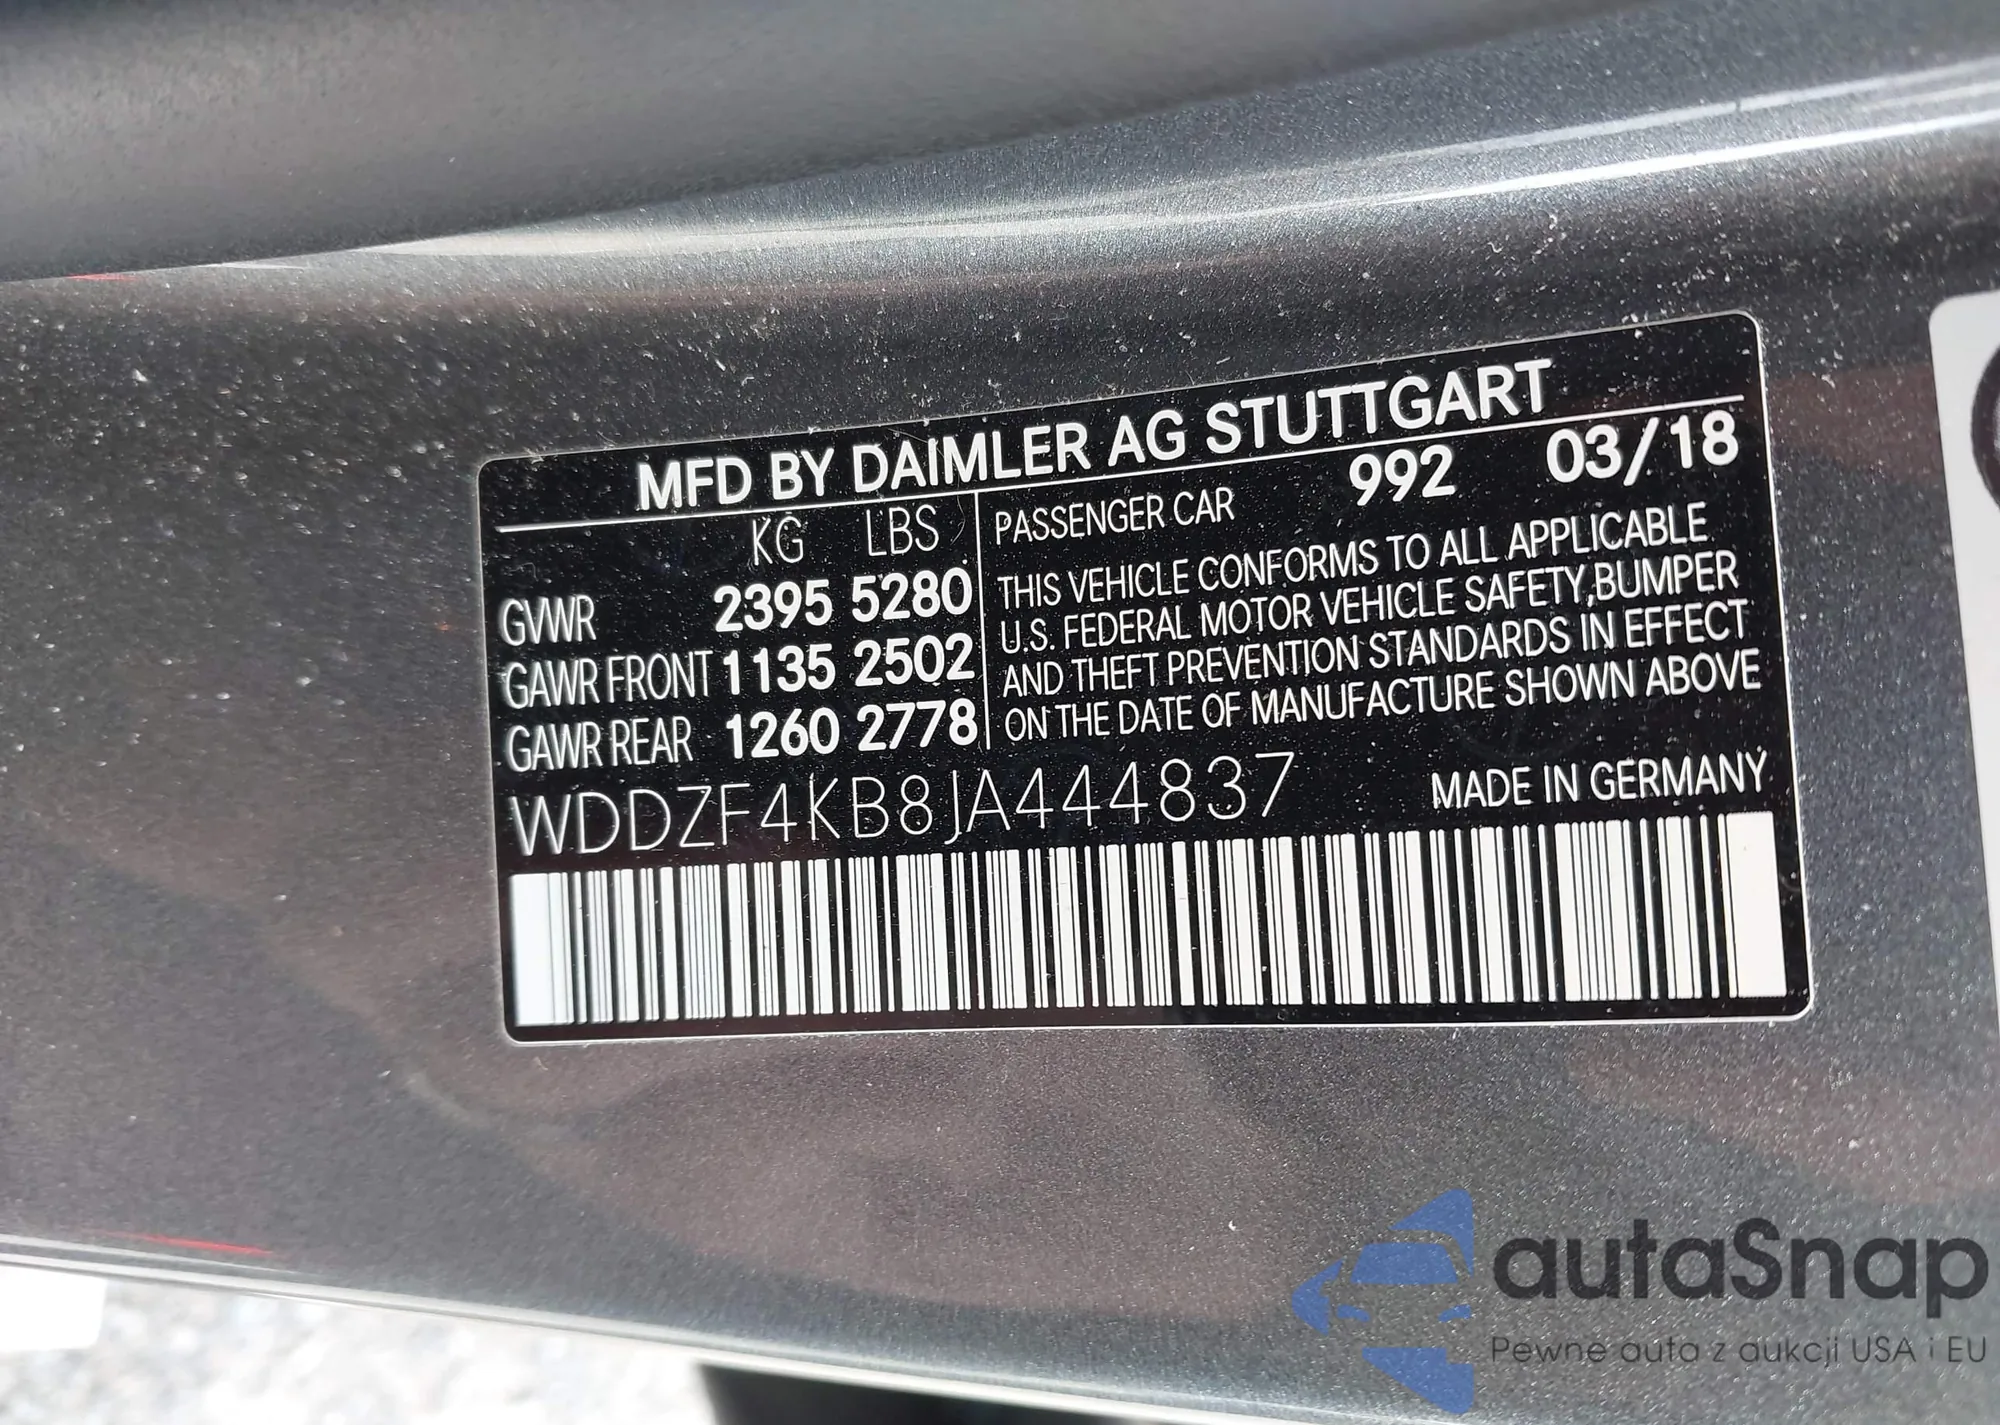 MFD BY DAIMLER AG STUTTGART
KG LBS
GVWR 2395 5280
GAWR FRONT 1135 2502
GAWR REAR 1260 2778
PASSENGER CAR 992 03/18
THIS VEHICLE CONFORMS TO ALL APPLICABLE
U.S. FEDERAL MOTOR VEHICLE SAFETY,BUMPER
AND THEFT PREVENTION STANDARDS IN EFFECT
ON THE DATE OF MANUFACTURE SHOWN ABOVE
WDDZF4KB8JA444837 MADE IN GERMANY
autaSnap
Pewne auta z aukcji USA i EU